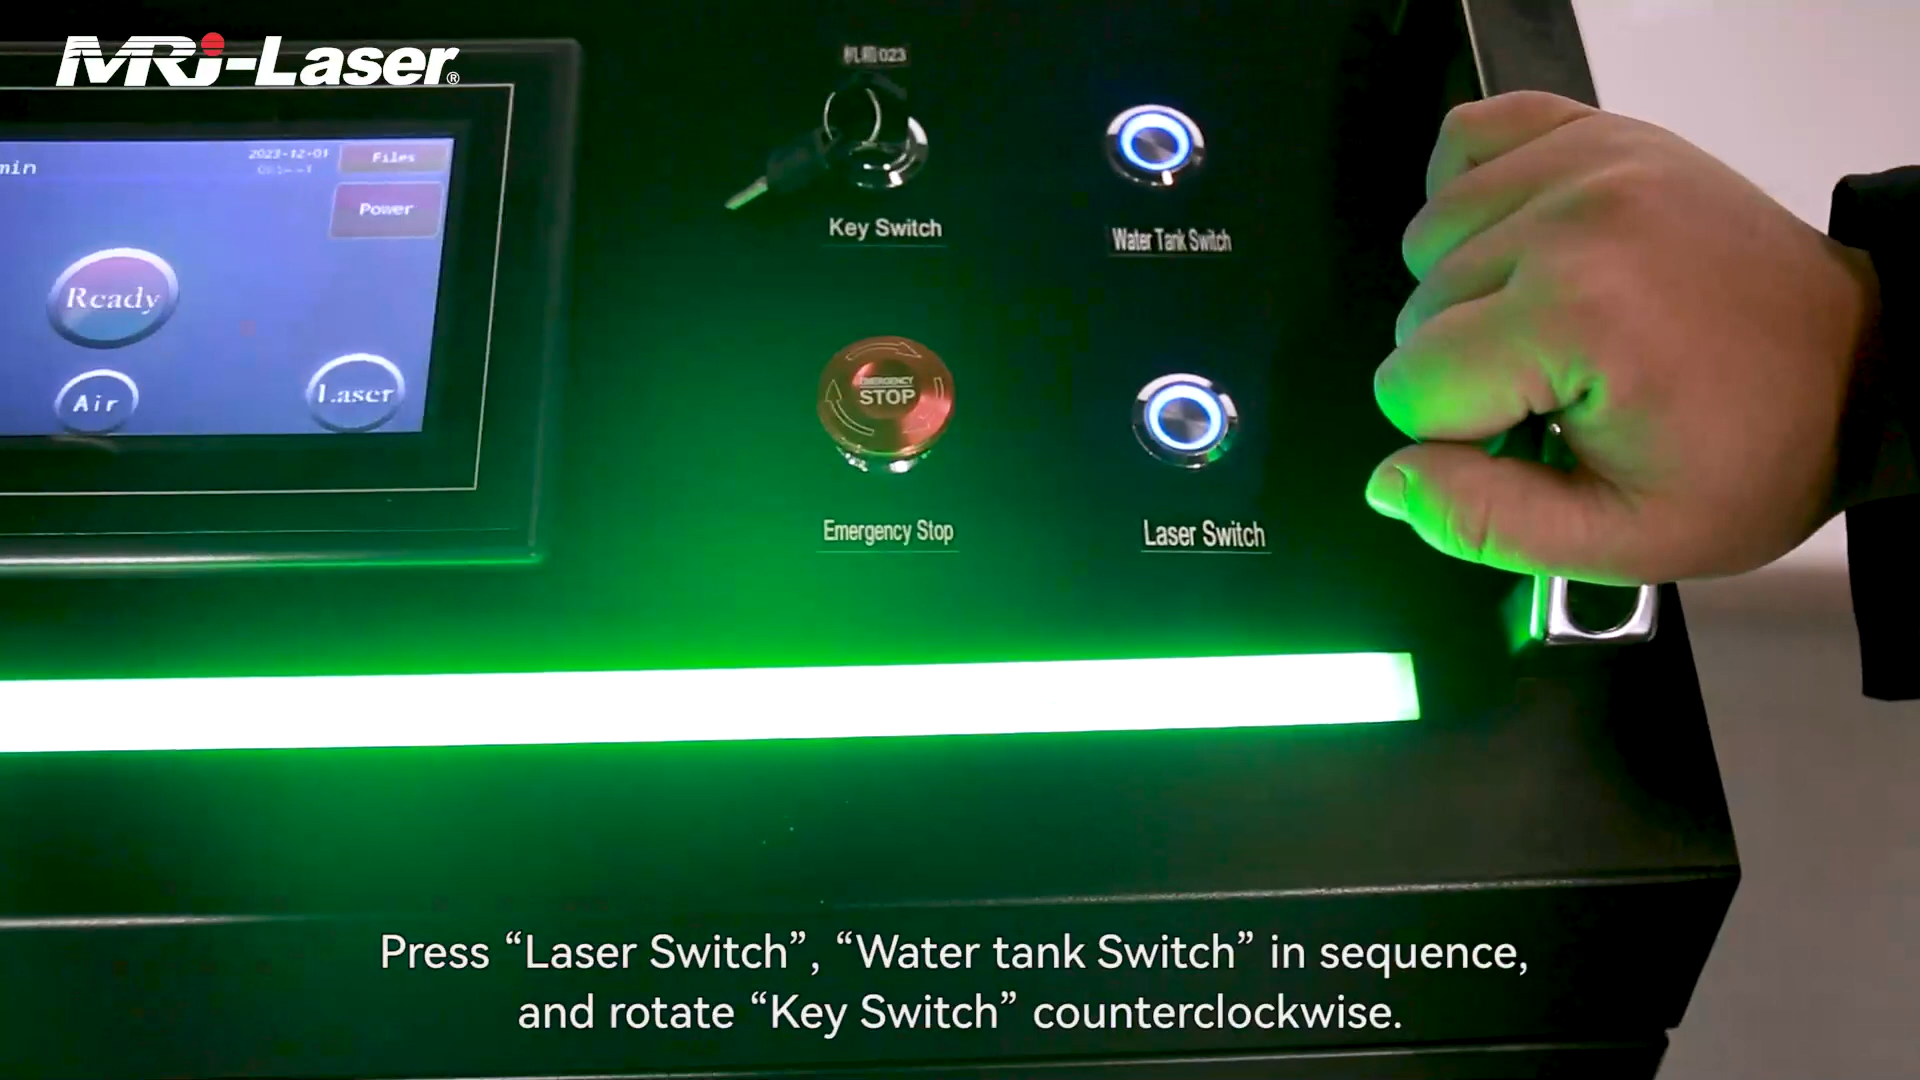 MRJ-Laser®
机箱023
min
2023-12-01
Files
Power
Ready
Air
Laser
Key Switch
Water Tank Switch
EMERGENCY
STOP
Emergency Stop
Laser Switch
Press “Laser Switch”, “Water tank Switch” in sequence,
and rotate “Key Switch” counterclockwise.